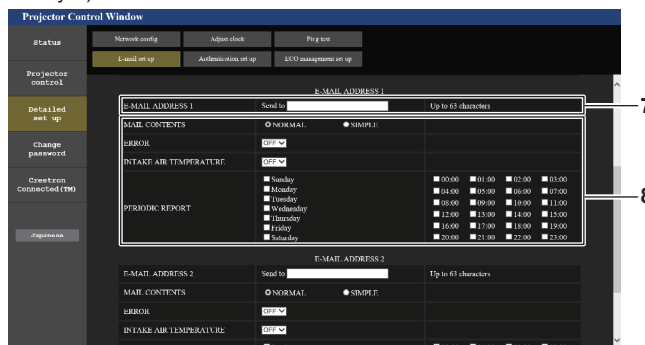 Projector Control Window
Status
Projector control
Detailed set up
Change password
Crestron Connected(TM)
Japanese
Network config Adjust clock Ping test
E-mail set up Authentication set up ECO management set up
E-MAIL ADDRESS 1
E-MAIL ADDRESS 1 Send to Up to 63 characters
MAIL CONTENTS NORMAL SIMPLE
ERROR OFF
INTAKE AIR TEMPERATURE OFF
PERIODIC REPORT
Sunday
Monday
Tuesday
Wednesday
Thursday
Friday
Saturday
00:00 01:00 02:00 03:00
04:00 05:00 06:00 07:00
08:00 09:00 10:00 11:00
12:00 13:00 14:00 15:00
16:00 17:00 18:00 19:00
20:00 21:00 22:00 23:00
7
8
E-MAIL ADDRESS 2
E-MAIL ADDRESS 2 Send to Up to 63 characters
MAIL CONTENTS NORMAL SIMPLE
ERROR OFF
INTAKE AIR TEMPERATURE OFF